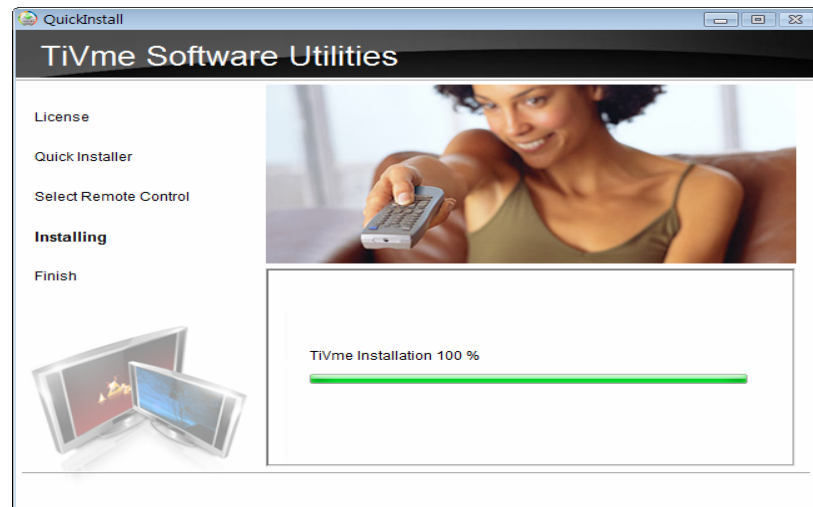 QuickInstall
TiVme Software Utilities
License
Quick Installer
Select Remote Control
Installing
Finish
TiVme Installation 100 %